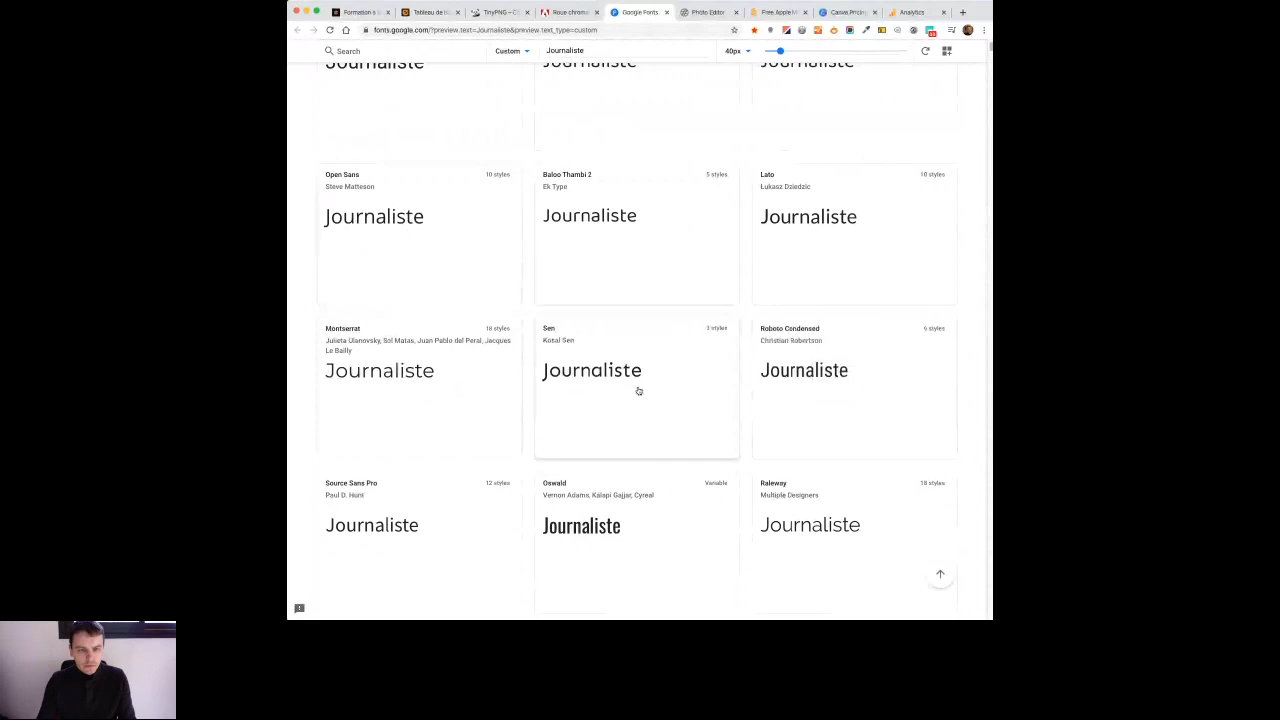 Formation à
Tableau de
TinyPNG – C
Roue chrom
Google Fonts
Photo Editor
Free Apple M
Canva Pricing
Analytics
fonts.google.com/?preview.text=Journaliste&preview.text_type=custom
Search
Custom
Journaliste
40px
Journaliste
Journaliste
Journaliste
Open Sans
10 styles
Steve Matteson
Journaliste
Baloo Thambi 2
5 styles
Ek Type
Journaliste
Lato
10 styles
Łukasz Dziedzic
Journaliste
Montserrat
18 styles
Julieta Ulanovsky, Sol Matas, Juan Pablo del Peral, Jacques
Le Bailly
Journaliste
Sen
3 styles
Kosal Sen
Journaliste
Roboto Condensed
6 styles
Christian Robertson
Journaliste
Source Sans Pro
12 styles
Paul D. Hunt
Journaliste
Oswald
Variable
Vernon Adams, Kalapi Gajjar, Cyreal
Journaliste
Raleway
18 styles
Multiple Designers
Journaliste